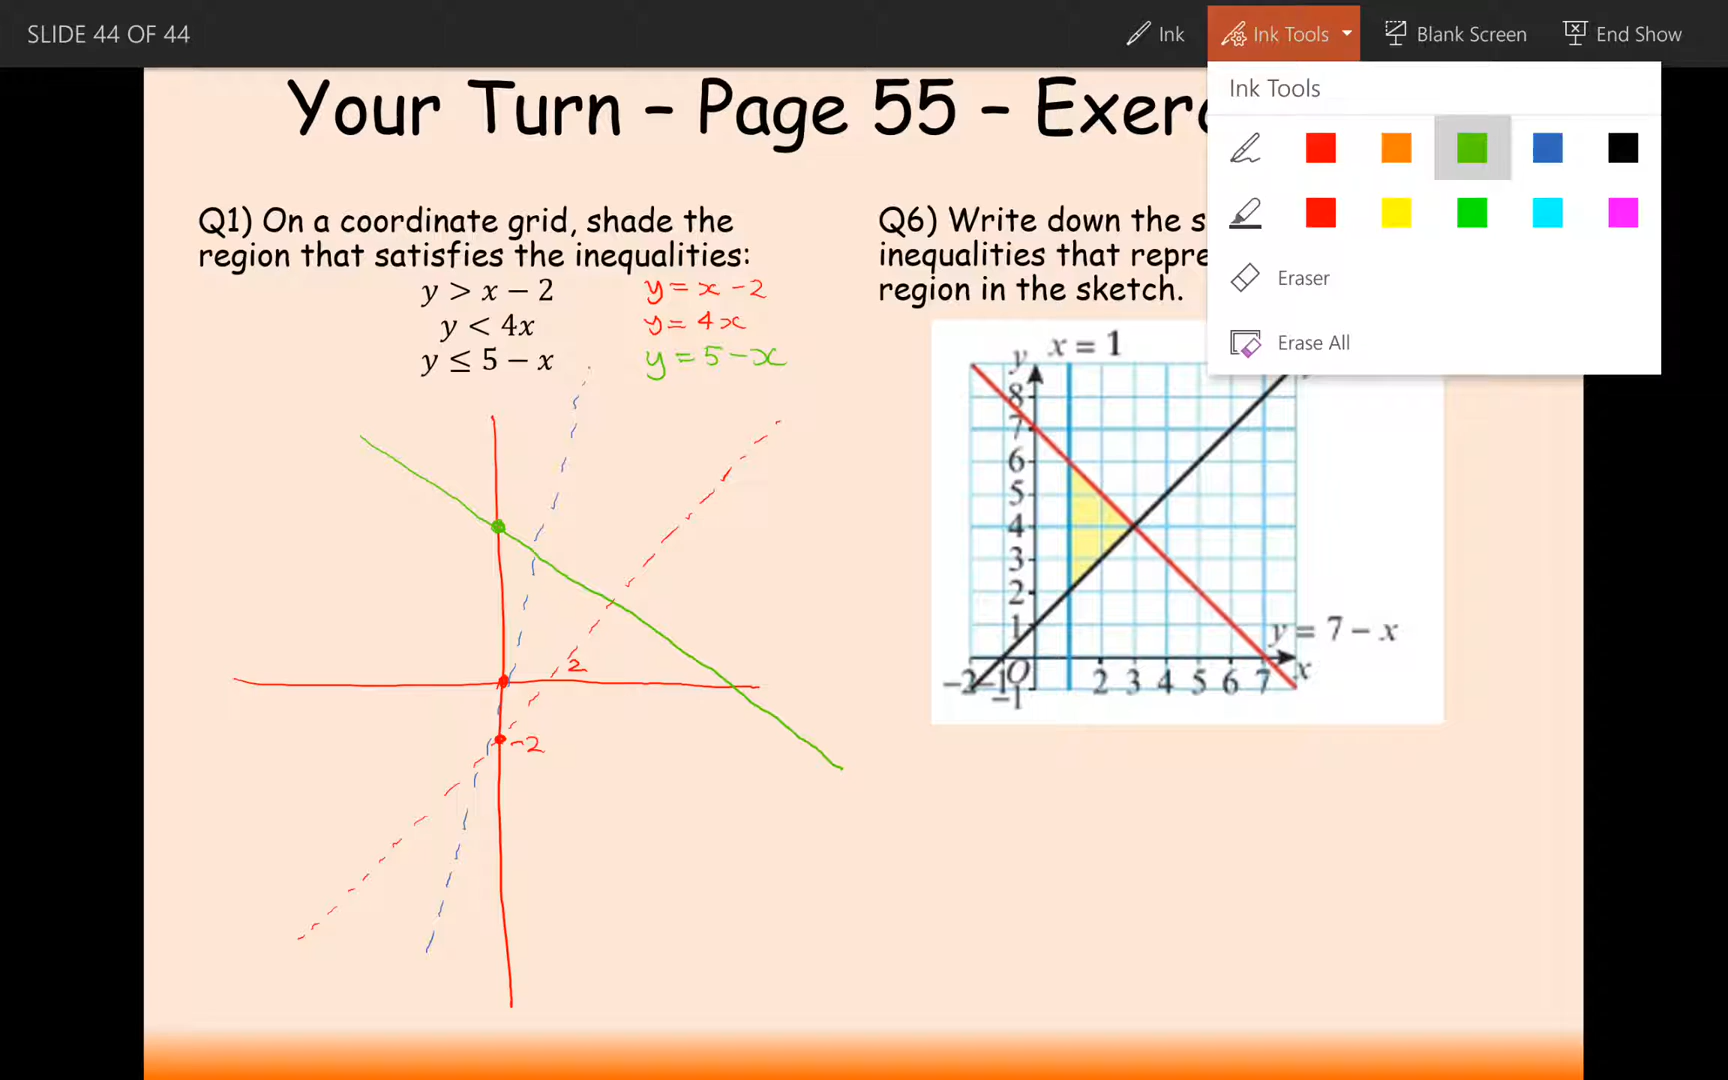 SLIDE 44 OF 44
Ink
Ink Tools
Blank Screen
End Show
Ink Tools
Eraser
Erase All
Your Turn – Page 55 –
Q1) On a coordinate grid, shade the
region that satisfies the inequalities:
y > x − 2
y < 4x
y ≤ 5 − x
y = x - 2
y = 4x
y = 5 - x
2
-2
Q6) Write down the
inequalities that
region in the sketch.
y x = 1
8
7
6
5
4
3
2
1
−2 −1 O 2 3 4 5 6 7 x
−1
y = 7 − x